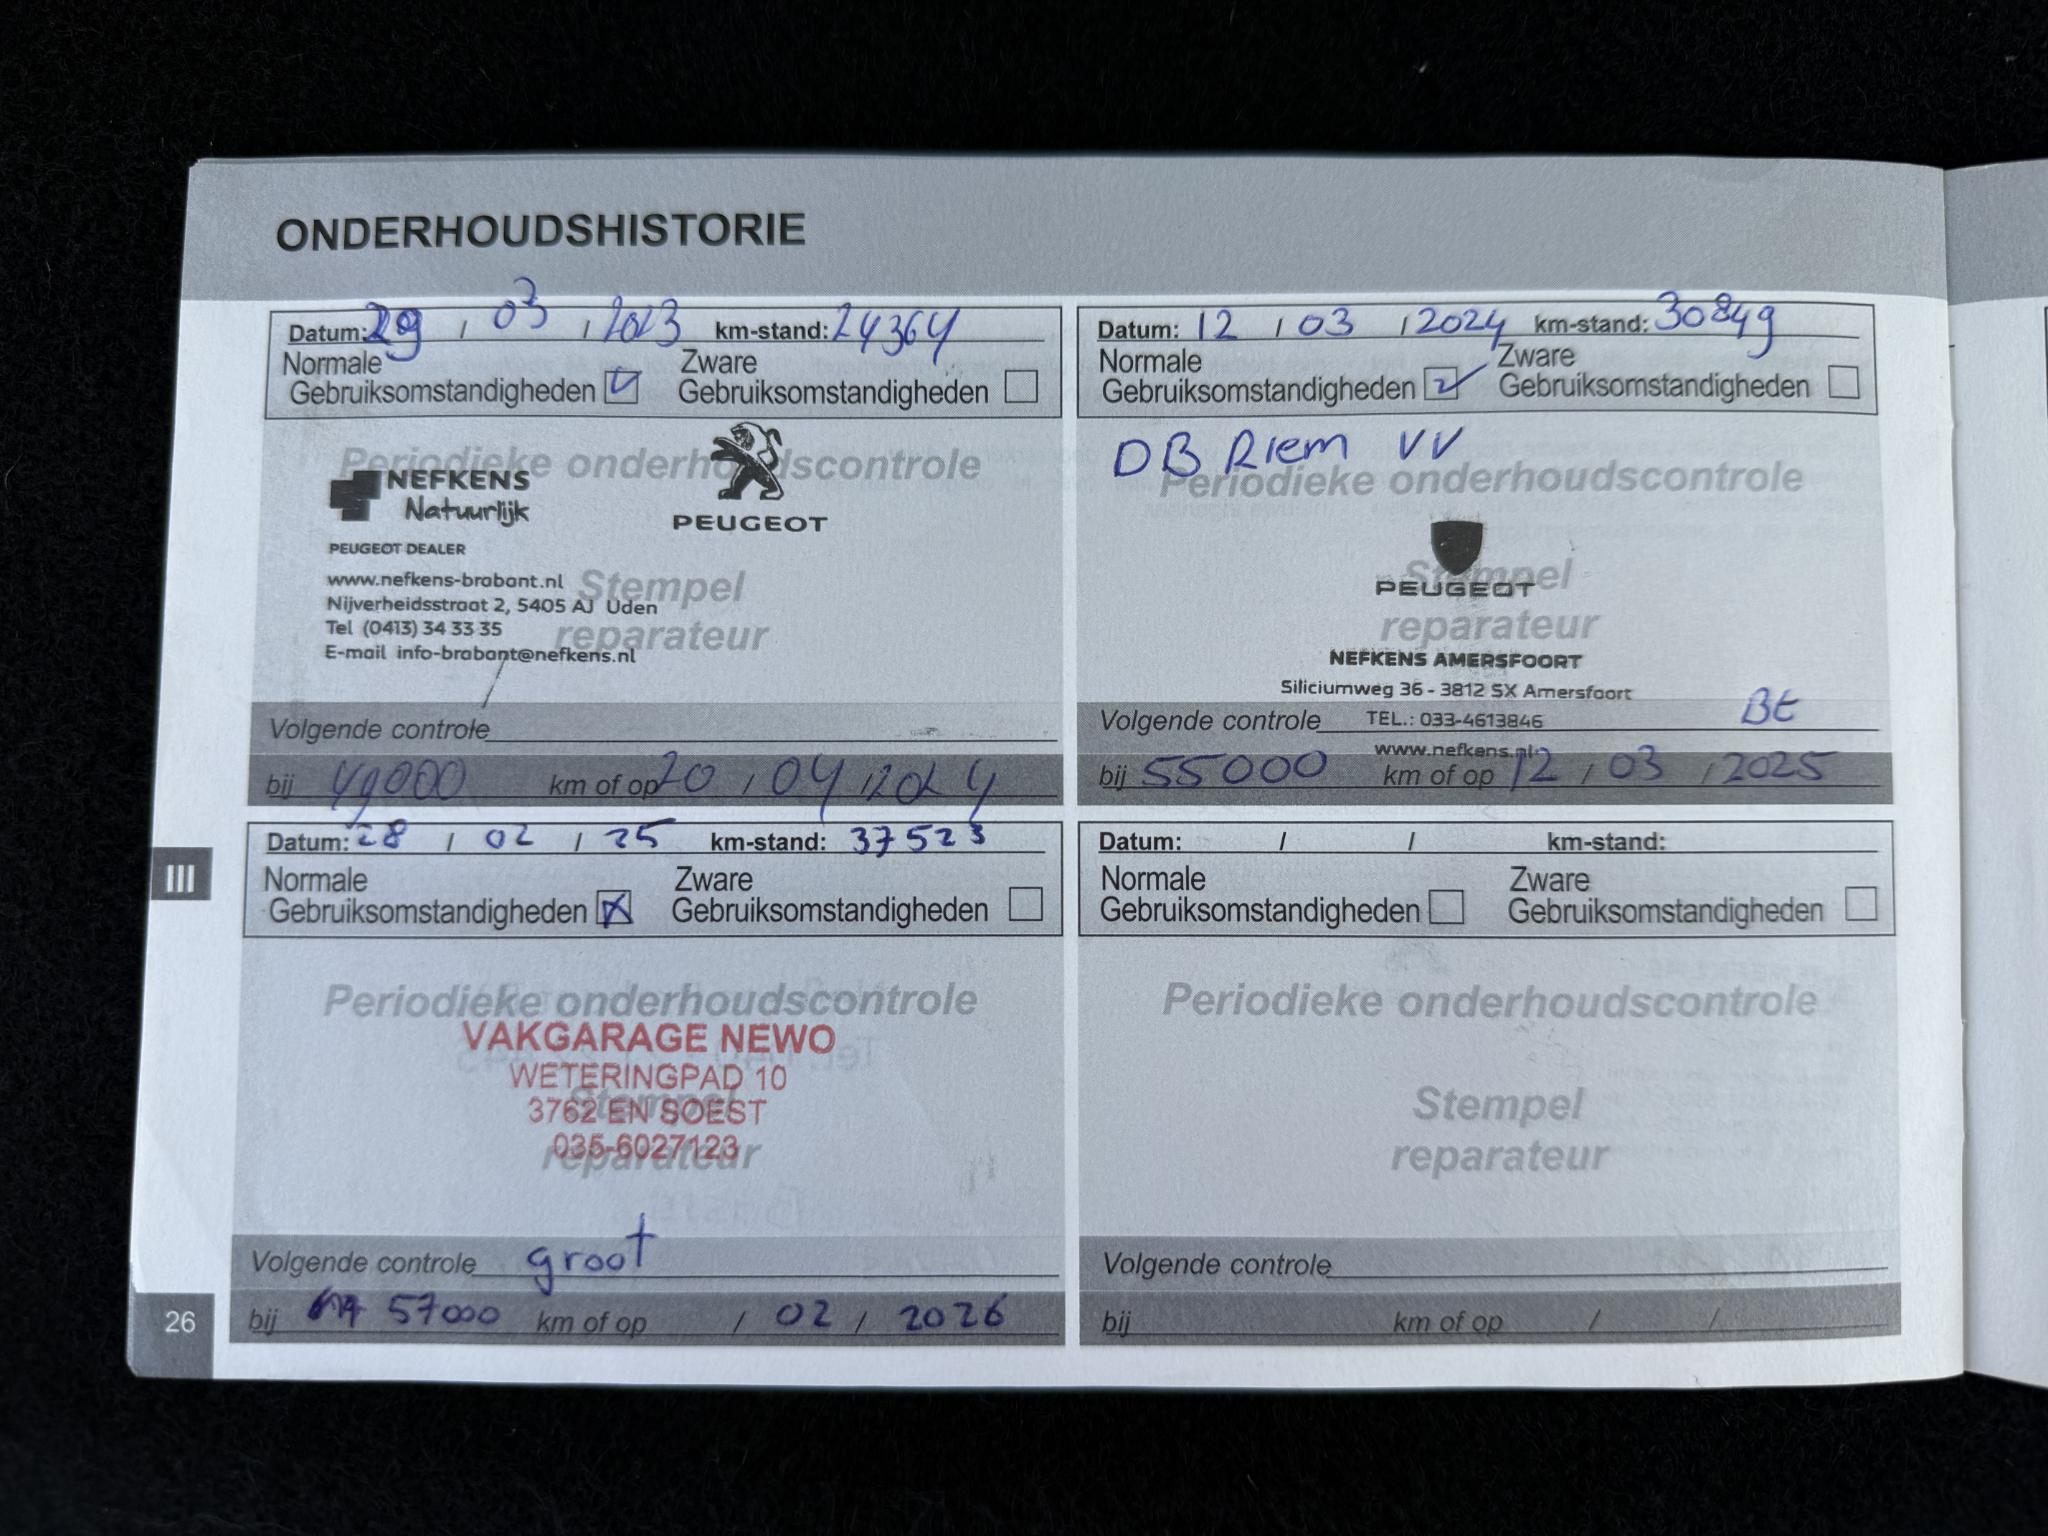 ONDERHOUDSHISTORIE
Datum: 29 / 03 / 2023 km-stand: 24364
Normale Gebruiksomstandigheden
Zware Gebruiksomstandigheden
Periodieke onderhoudscontrole
NEFKENS
Natuurlijk
PEUGEOT
PEUGEOT DEALER
www.nefkens-brabant.nl
Nijverheidsstraat 2, 5405 AJ Uden
Tel (0413) 34 33 35
E-mail info-brabant@nefkens.nl
Stempel
reparateur
Volgende controle
bij 49000 km of op 20 / 04 / 2024
Datum: 12 / 03 / 2024 km-stand: 30849
Normale Gebruiksomstandigheden
Zware Gebruiksomstandigheden
DB Riem VV
Periodieke onderhoudscontrole
Stempel
PEUGEOT
reparateur
NEFKENS AMERSFOORT
Siliciumweg 36 - 3812 SX Amersfoort
Volgende controle TEL.: 033-4613846 Bt
www.nefkens.nl
bij 55000 km of op 12 / 03 / 2025
Datum: 28 / 02 / 25 km-stand: 37523
Normale Gebruiksomstandigheden
Zware Gebruiksomstandigheden
Periodieke onderhoudscontrole
VAKGARAGE NEWO
WETERINGPAD 10
Stempel
3762 EN SOEST
035-6027123
reparateur
Volgende controle groot
bij 57000 km of op / 02 / 2026
Datum: / / km-stand:
Normale Gebruiksomstandigheden
Zware Gebruiksomstandigheden
Periodieke onderhoudscontrole
Stempel
reparateur
Volgende controle
bij km of op / /
III
26